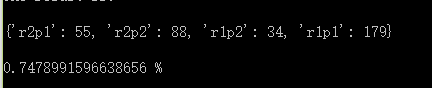 {'r2p1': 55, 'r2p2': 88, 'r1p2': 34, 'r1p1': 179}
0.7478991596638656 %